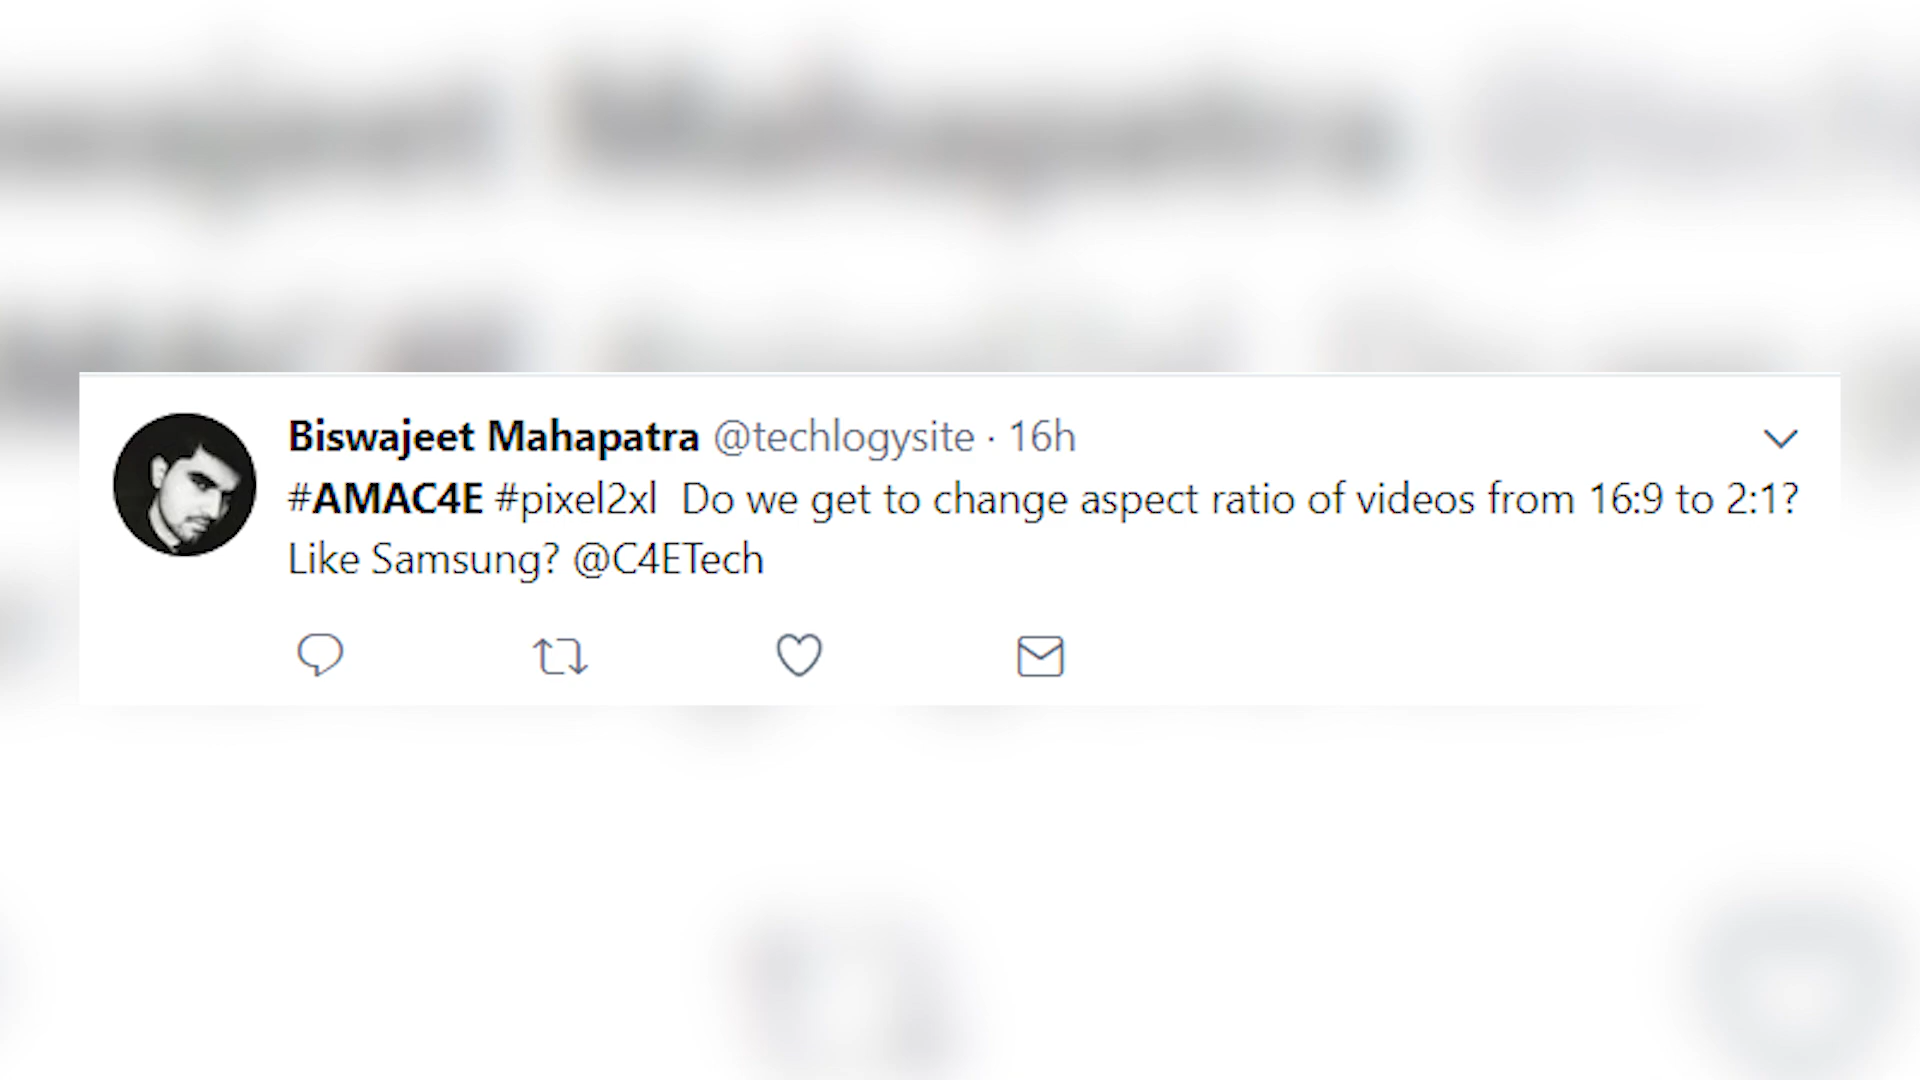 Biswajeet Mahapatra @techlogysite · 16h
#AMAC4E #pixel2xl Do we get to change aspect ratio of videos from 16:9 to 2:1?
Like Samsung? @C4ETech